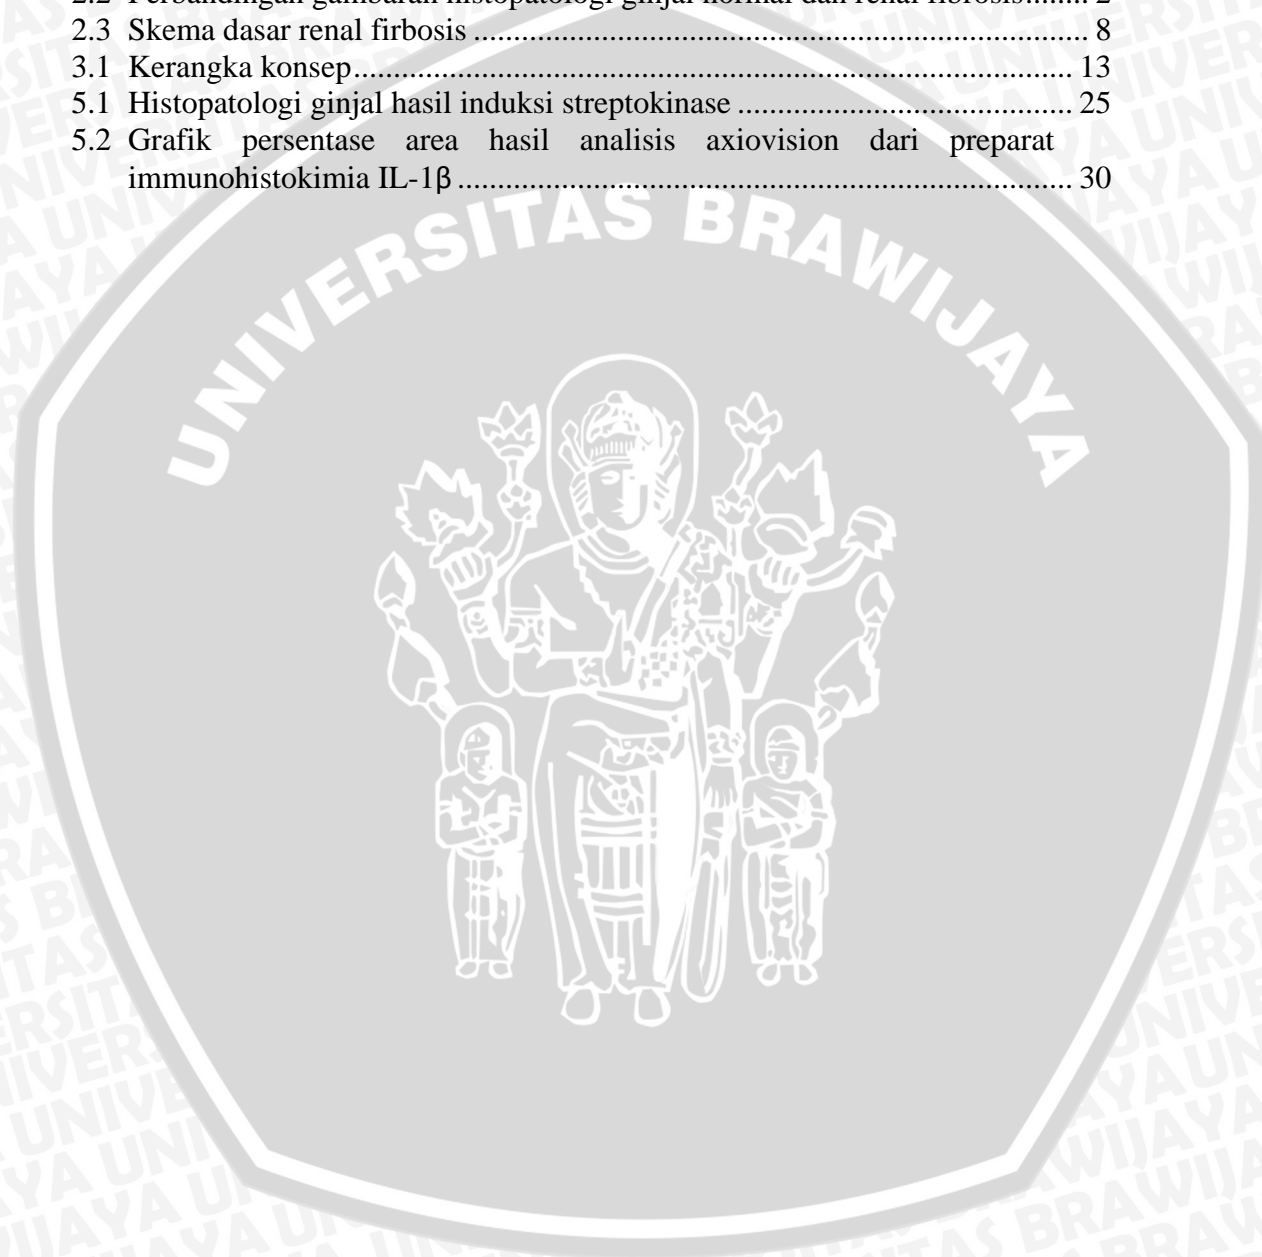 2.2 Perbandingan gambaran histopatologi ginjal normal dan renal fibrosis........ 2
2.3 Skema dasar renal firbosis ........................................................................................ 8
3.1 Kerangka konsep....................................................................................................... 13
5.1 Histopatologi ginjal hasil induksi streptokinase ................................................ 25
5.2 Grafik persentase area hasil analisis axiovision dari preparat
immunohistokimia IL-1β ........................................................................................ 30
UNIVERSITAS BRAWIJAYA